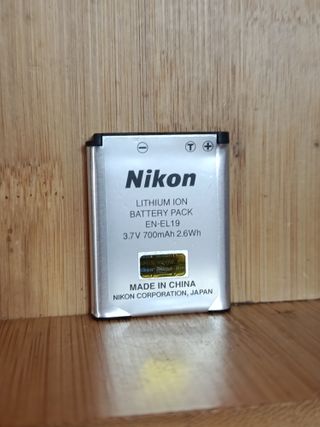 ⊖ T ⊕
Nikon
LITHIUM ION
BATTERY PACK
EN-EL19
3.7V 700mAh 2.6Wh
MADE IN CHINA
NIKON CORPORATION, JAPAN